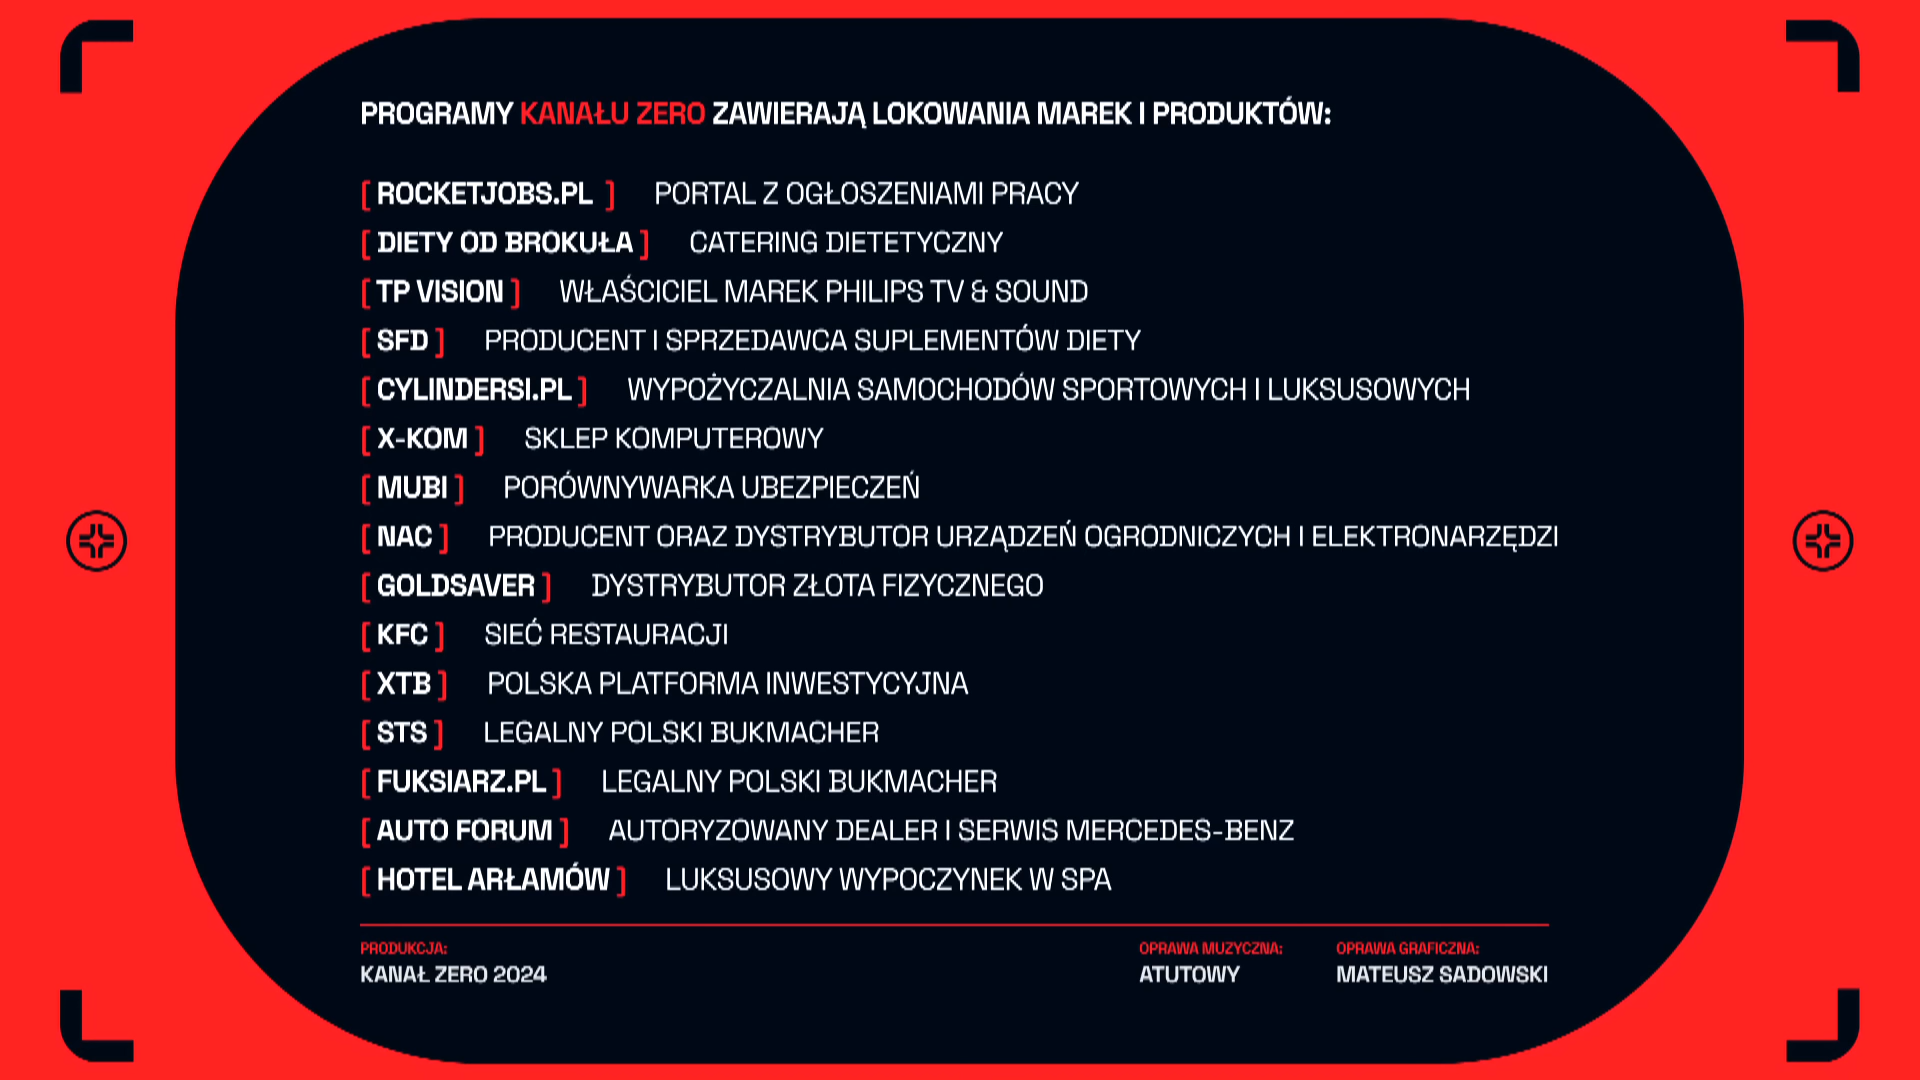 PROGRAMY KANAŁU ZERO ZAWIERAJĄ LOKOWANIA MAREK I PRODUKTÓW:
[ ROCKETJOBS.PL ] PORTAL Z OGŁOSZENIAMI PRACY
[ DIETY OD BROKUŁA ] CATERING DIETETYCZNY
[ TP VISION ] WŁAŚCICIEL MAREK PHILIPS TV & SOUND
[ SFD ] PRODUCENT I SPRZEDAWCA SUPLEMENTÓW DIETY
[ CYLINDERSI.PL ] WYPOŻYCZALNIA SAMOCHODÓW SPORTOWYCH I LUKSUSOWYCH
[ X-KOM ] SKLEP KOMPUTEROWY
[ MUBI ] PORÓWNYWARKA UBEZPIECZEŃ
[ NAC ] PRODUCENT ORAZ DYSTRYBUTOR URZĄDZEŃ OGRODNICZYCH I ELEKTRONARZĘDZI
[ GOLDSAVER ] DYSTRYBUTOR ZŁOTA FIZYCZNEGO
[ KFC ] SIEĆ RESTAURACJI
[ XTB ] POLSKA PLATFORMA INWESTYCYJNA
[ STS ] LEGALNY POLSKI BUKMACHER
[ FUKSIARZ.PL ] LEGALNY POLSKI BUKMACHER
[ AUTO FORUM ] AUTORYZOWANY DEALER I SERWIS MERCEDES-BENZ
[ HOTEL ARŁAMÓW ] LUKSUSOWY WYPOCZYNEK W SPA
PRODUKCJA: OPRAWA MUZYCZNA: OPRAWA GRAFICZNA:
KANAŁ ZERO 2024 ATUTOWY MATEUSZ SADOWSKI